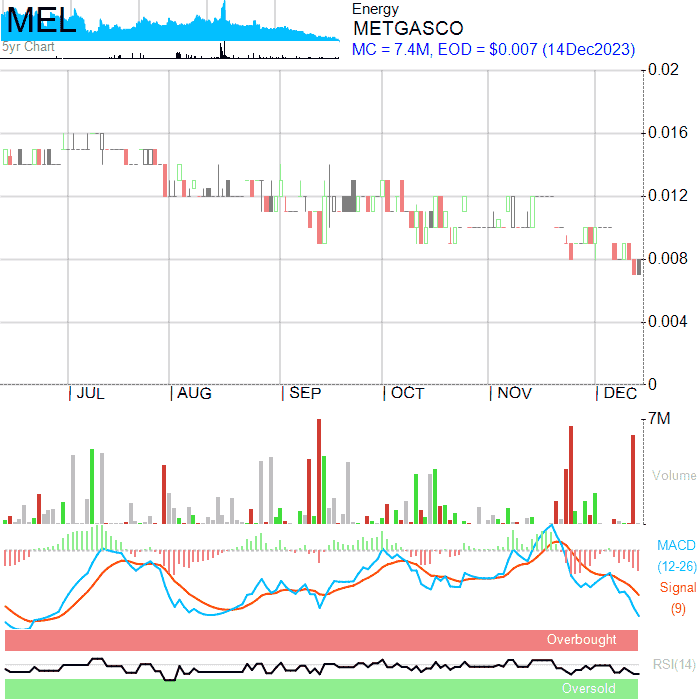 MEL
5yr Chart
Energy
METGASCO
MC = 7.4M, EOD = $0.007 (14Dec2023)
0.02
0.016
0.012
0.008
0.004
0
JUL AUG SEP OCT NOV DEC
7M
Volume
MACD
(12-26)
Signal
(9)
Overbought
RSI(14)
Oversold